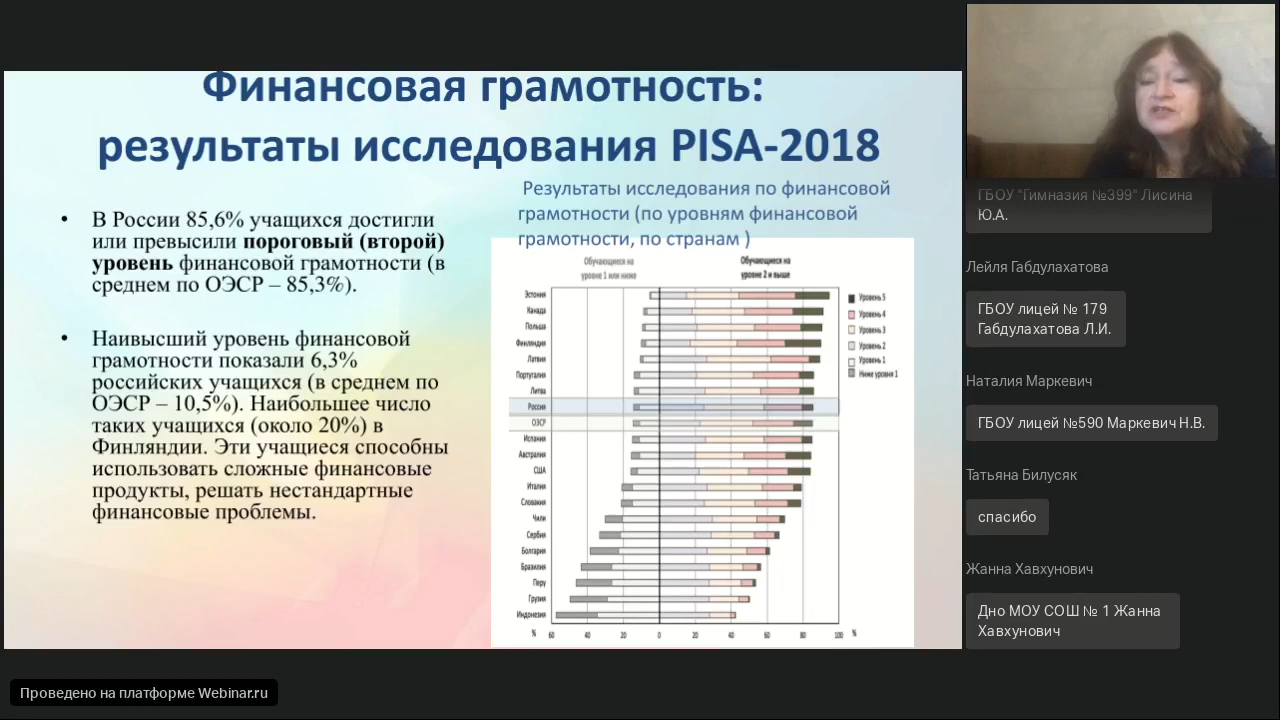 Финансовая грамотность:
результаты исследования PISA-2018
• В России 85,6% учащихся достигли
или превысили пороговый (второй)
уровень финансовой грамотности (в
среднем по ОЭСР – 85,3%).
• Наивысший уровень финансовой
грамотности показали 6,3%
российских учащихся (в среднем по
ОЭСР – 10,5%). Наибольшее число
таких учащихся (около 20%) в
Финляндии. Эти учащиеся способны
использовать сложные финансовые
продукты, решать нестандартные
финансовые проблемы.
Результаты исследования по финансовой
грамотности (по уровням финансовой
грамотности, по странам )
Обучающиеся на
уровне 1 или ниже
Обучающиеся на
уровне 2 и выше
Эстония
Канада
Польша
Финляндия
Латвия
Португалия
Литва
Россия
ОЭСР
Испания
Австралия
США
Италия
Словакия
Чили
Сербия
Болгария
Бразилия
Перу
Грузия
Индонезия
% 60 40 20 0 20 40 60 80 100 %
Уровень 5
Уровень 4
Уровень 3
Уровень 2
Уровень 1
Ниже уровня 1
ГБОУ "Гимназия №399" Лисина
Ю.А.
Лейля Габдулахатова
ГБОУ лицей № 179
Габдулахатова Л.И.
Наталия Маркевич
ГБОУ лицей №590 Маркевич Н.В.
Татьяна Билусяк
спасибо
Жанна Хавхунович
Дно МОУ СОШ № 1 Жанна
Хавхунович
Проведено на платформе Webinar.ru